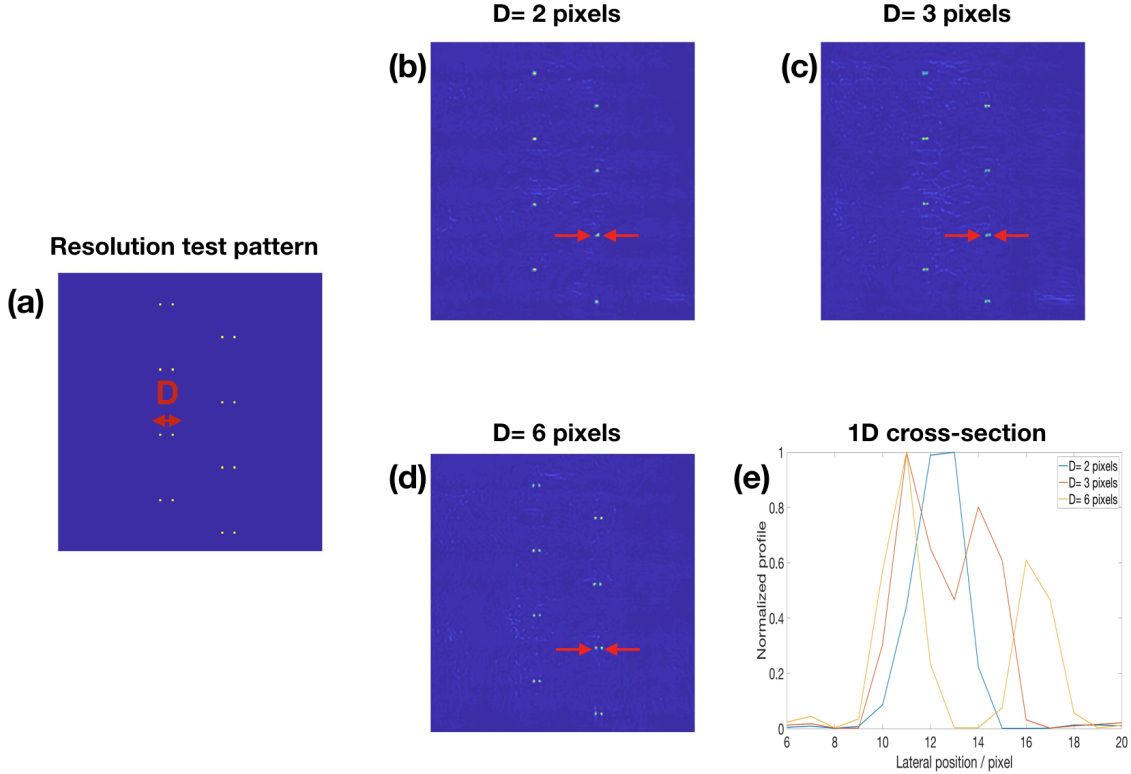 D= 2 pixels
D= 3 pixels
(b)
(c)
Resolution test pattern
(a)
D
D= 6 pixels
1D cross-section
(d)
(e)
Normalized profile
1
0.8
0.6
0.4
0.2
0
6
8
10
12
14
16
18
20
Lateral position / pixel
D= 2 pixels
D= 3 pixels
D= 6 pixels